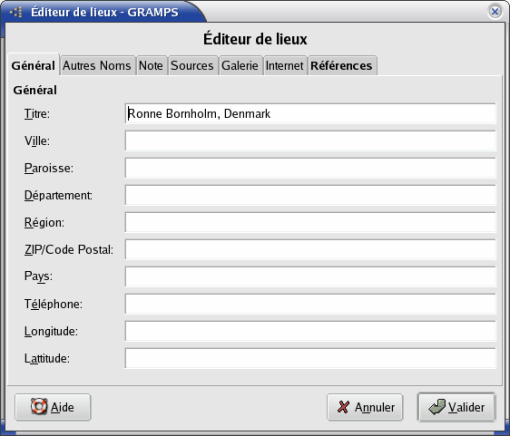 Éditeur de lieux - GRAMPS
Éditeur de lieux
Général Autres Noms Note Sources Galerie Internet Références
Général
Titre: Ronne Bornholm, Denmark
Ville:
Paroisse:
Département:
Région:
ZIP/Code Postal:
Pays:
Téléphone:
Longitude:
Lattitude:
Aide Annuler Valider